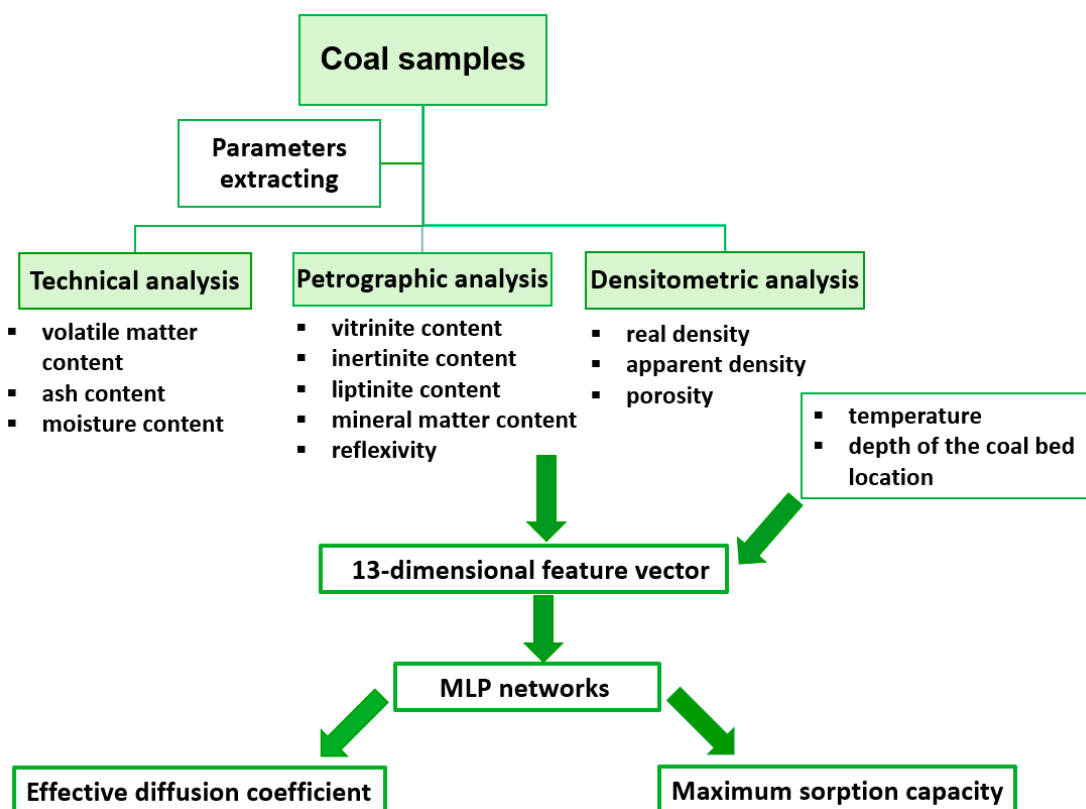 Coal samples
Parameters
extracting
Technical analysis
▪ volatile matter
content
▪ ash content
▪ moisture content
Petrographic analysis
▪ vitrinite content
▪ inertinite content
▪ liptinite content
▪ mineral matter content
▪ reflexivity
Densitometric analysis
▪ real density
▪ apparent density
▪ porosity
▪ temperature
▪ depth of the coal bed
location
13-dimensional feature vector
MLP networks
Effective diffusion coefficient
Maximum sorption capacity